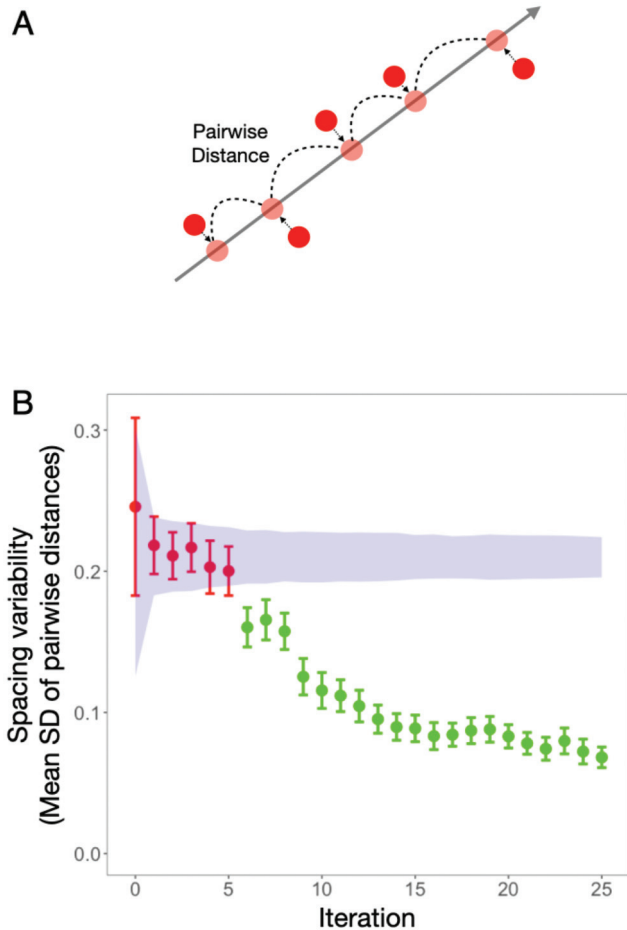 A
Pairwise
Distance
B
Spacing variability
(Mean SD of pairwise distances)
0.3
0.2
0.1
0.0
0
5
10
15
20
25
Iteration